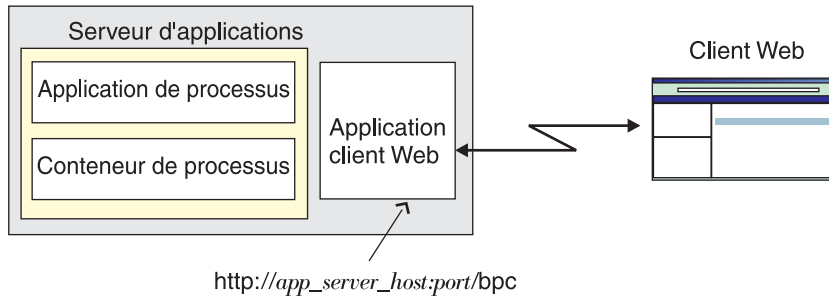 Serveur d'applications
Application de processus
Conteneur de processus
Application
client Web
Client Web
http://app_server_host:port/bpc